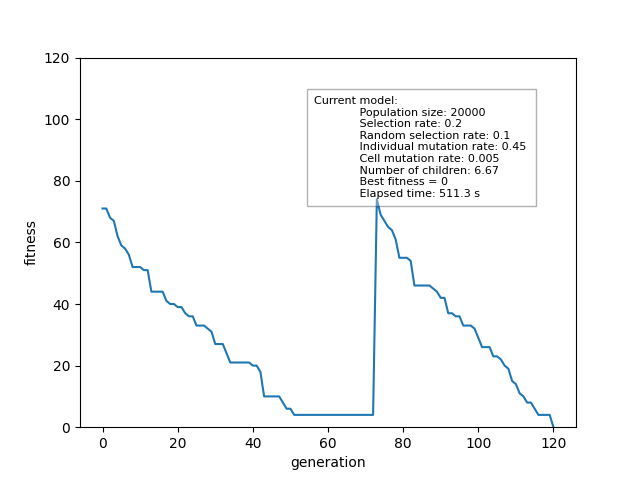 120
100
80
60
40
20
0
fitness
Current model:
Population size: 20000
Selection rate: 0.2
Random selection rate: 0.1
Individual mutation rate: 0.45
Cell mutation rate: 0.005
Number of children: 6.67
Best fitness = 0
Elapsed time: 511.3 s
0 20 40 60 80 100 120
generation